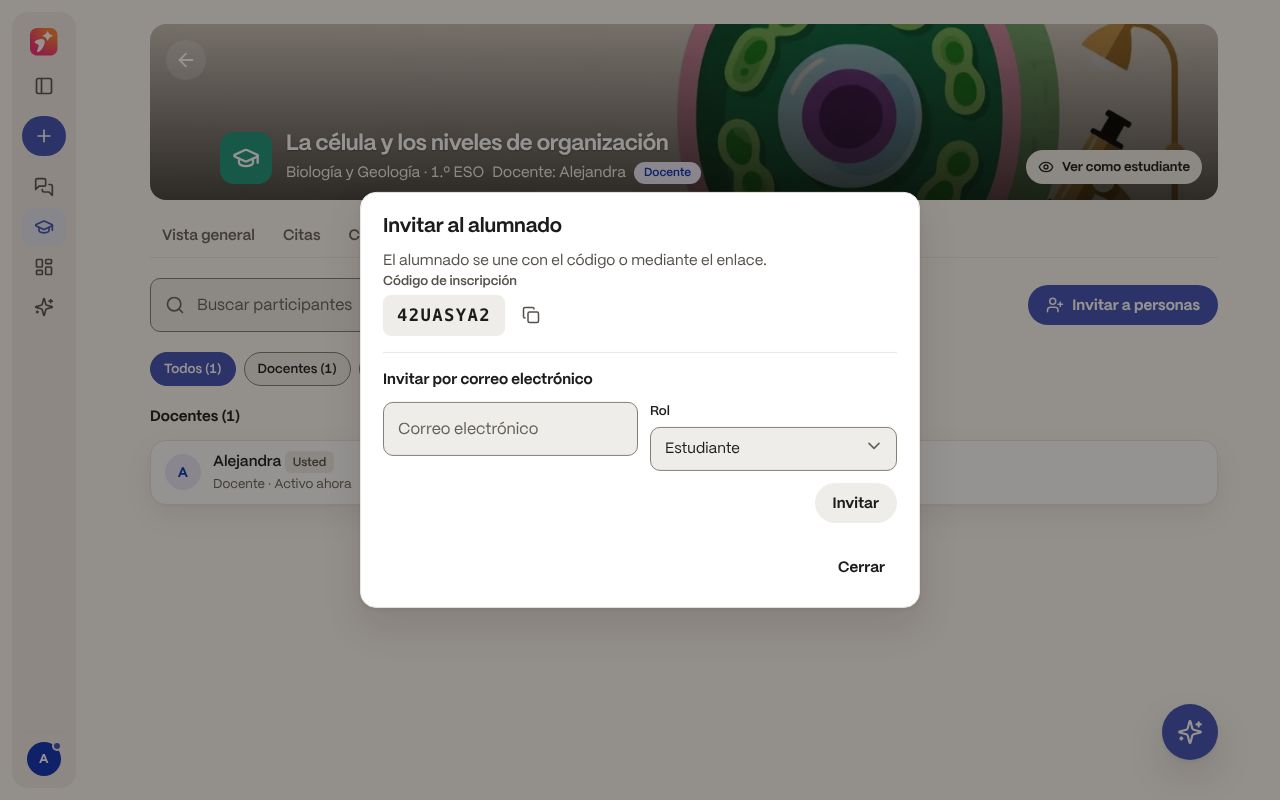 La célula y los niveles de organización
Biología y Geología · 1.º ESO Docente: Alejandra Docente
Ver como estudiante
Vista general Citas C
Buscar participantes
Invitar a personas
Todos (1) Docentes (1)
Docentes (1)
A
Alejandra Usted
Docente · Activo ahora
Invitar al alumnado
El alumnado se une con el código o mediante el enlace.
Código de inscripción
42UASYA2
Invitar por correo electrónico
Correo electrónico
Rol
Estudiante
Invitar
Cerrar
A